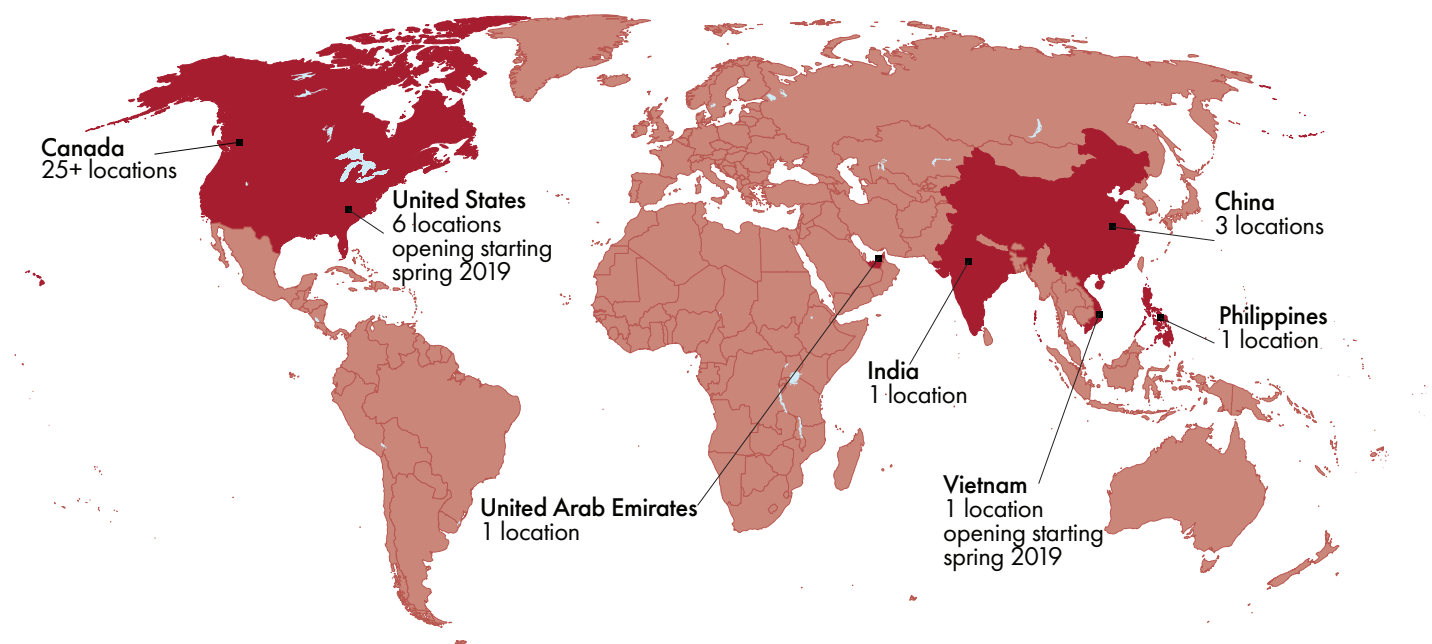 Canada
25+ locations
United States
6 locations
opening starting
spring 2019
China
3 locations
Philippines
1 location
India
1 location
Vietnam
1 location
opening starting
spring 2019
United Arab Emirates
1 location